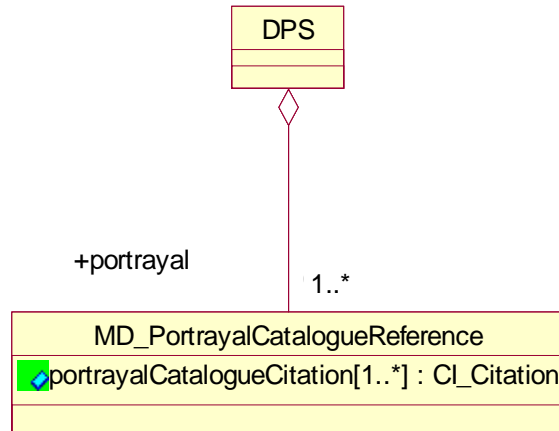 DPS
+portrayal
1..*
MD_PortrayalCatalogueReference
portrayalCatalogueCitation[1..*] : CI_Citation